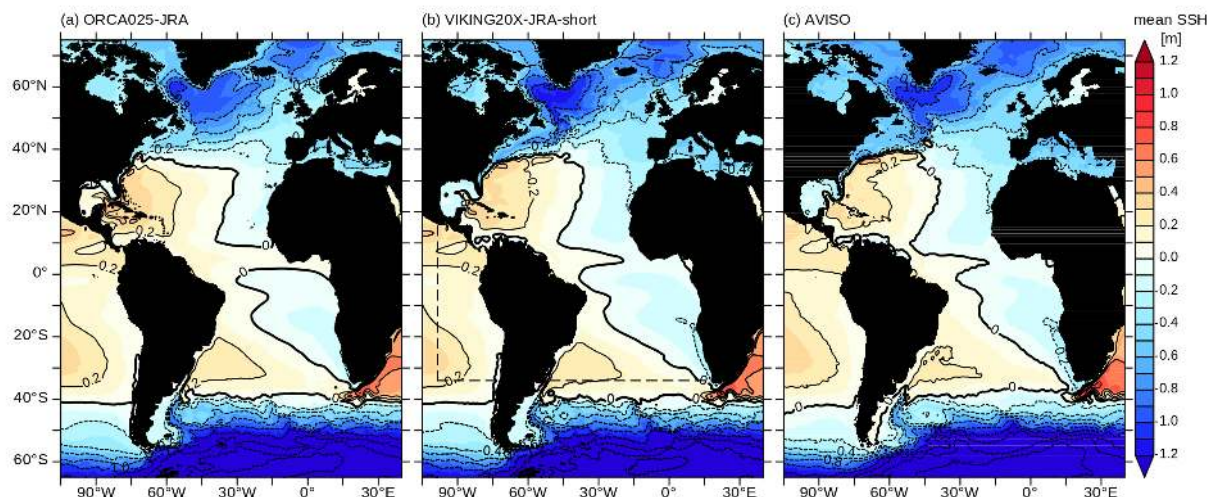 (a) ORCA025-JRA (b) VIKING20X-JRA-short (c) AVISO mean SSH
[m]
1.2
60°N 1.0
0.8
40°N 0.6
0.4
20°N 0.2
0.0
0° -0.2
-0.4
20°S -0.6
-0.8
40°S -1.0
60°S -1.2
90°W 60°W 30°W 0° 30°E 90°W 60°W 30°W 0° 30°E 90°W 60°W 30°W 0° 30°E